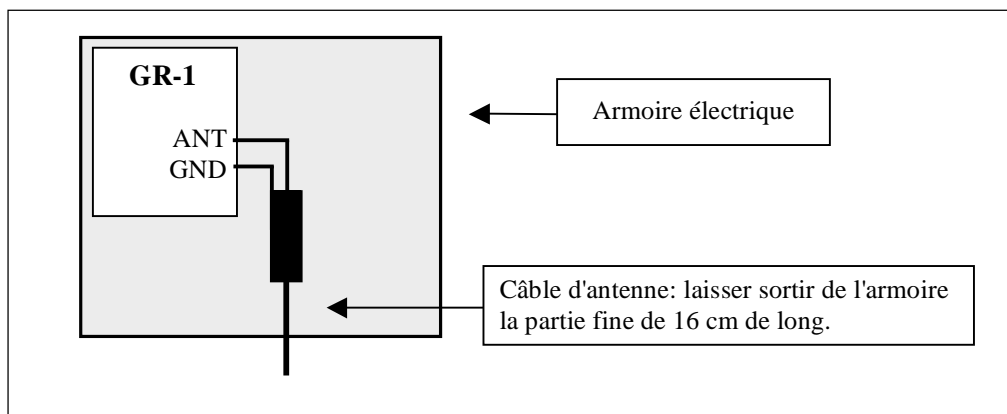 GR-1
ANT
GND
Armoire électrique
Câble d'antenne: laisser sortir de l'armoire
la partie fine de 16 cm de long.